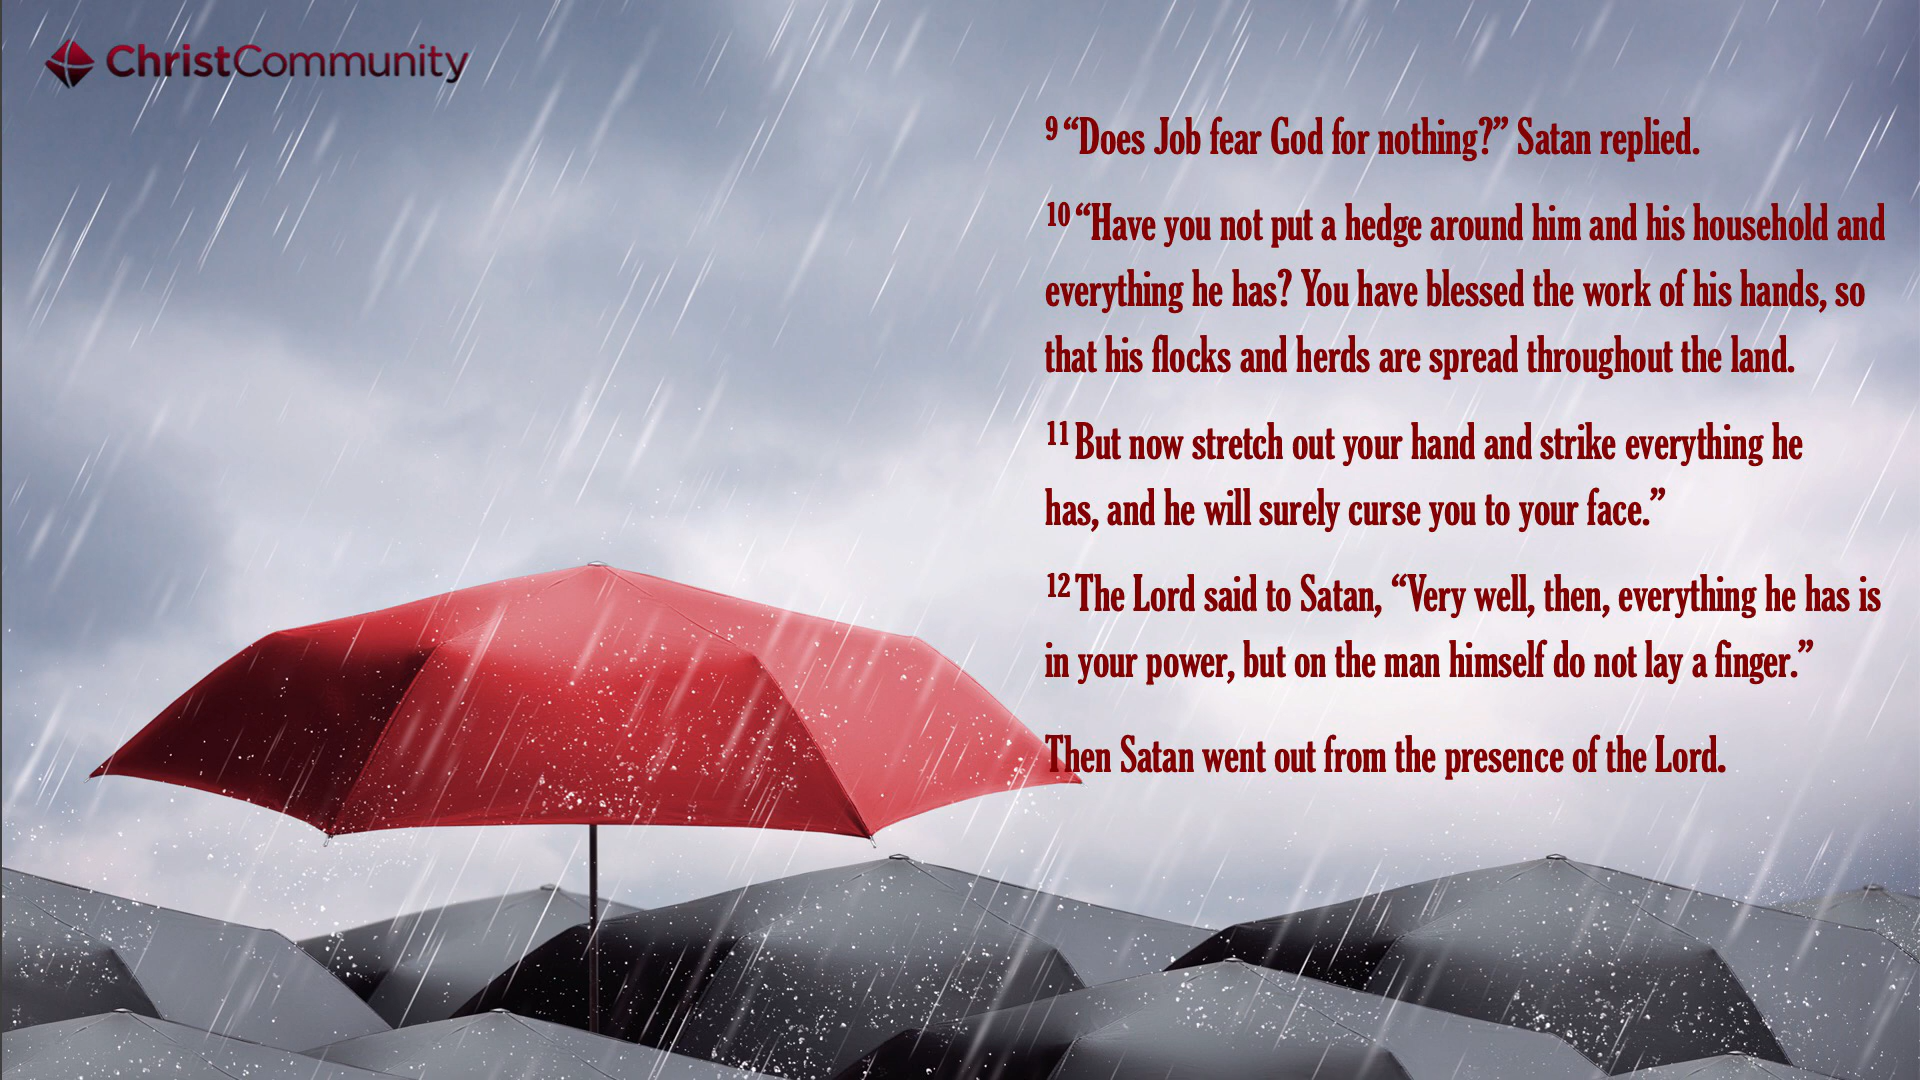 ChristCommunity
9 “Does Job fear God for nothing?” Satan replied.
10 “Have you not put a hedge around him and his household and
everything he has? You have blessed the work of his hands, so
that his flocks and herds are spread throughout the land.
11 But now stretch out your hand and strike everything he
has, and he will surely curse you to your face.”
12 The Lord said to Satan, “Very well, then, everything he has is
in your power, but on the man himself do not lay a finger.”
Then Satan went out from the presence of the Lord.